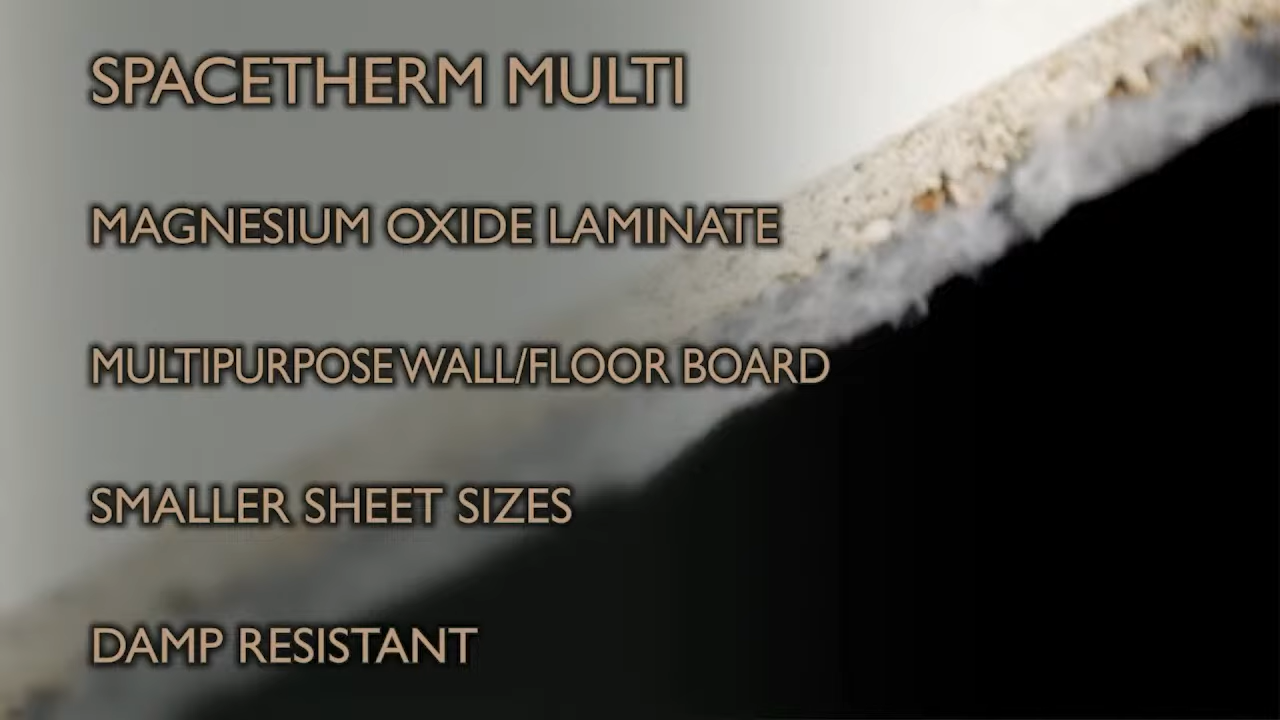 SPACETHERM MULTI
MAGNESIUM OXIDE LAMINATE
MULTIPURPOSE WALL/FLOOR BOARD
SMALLER SHEET SIZES
DAMP RESISTANT